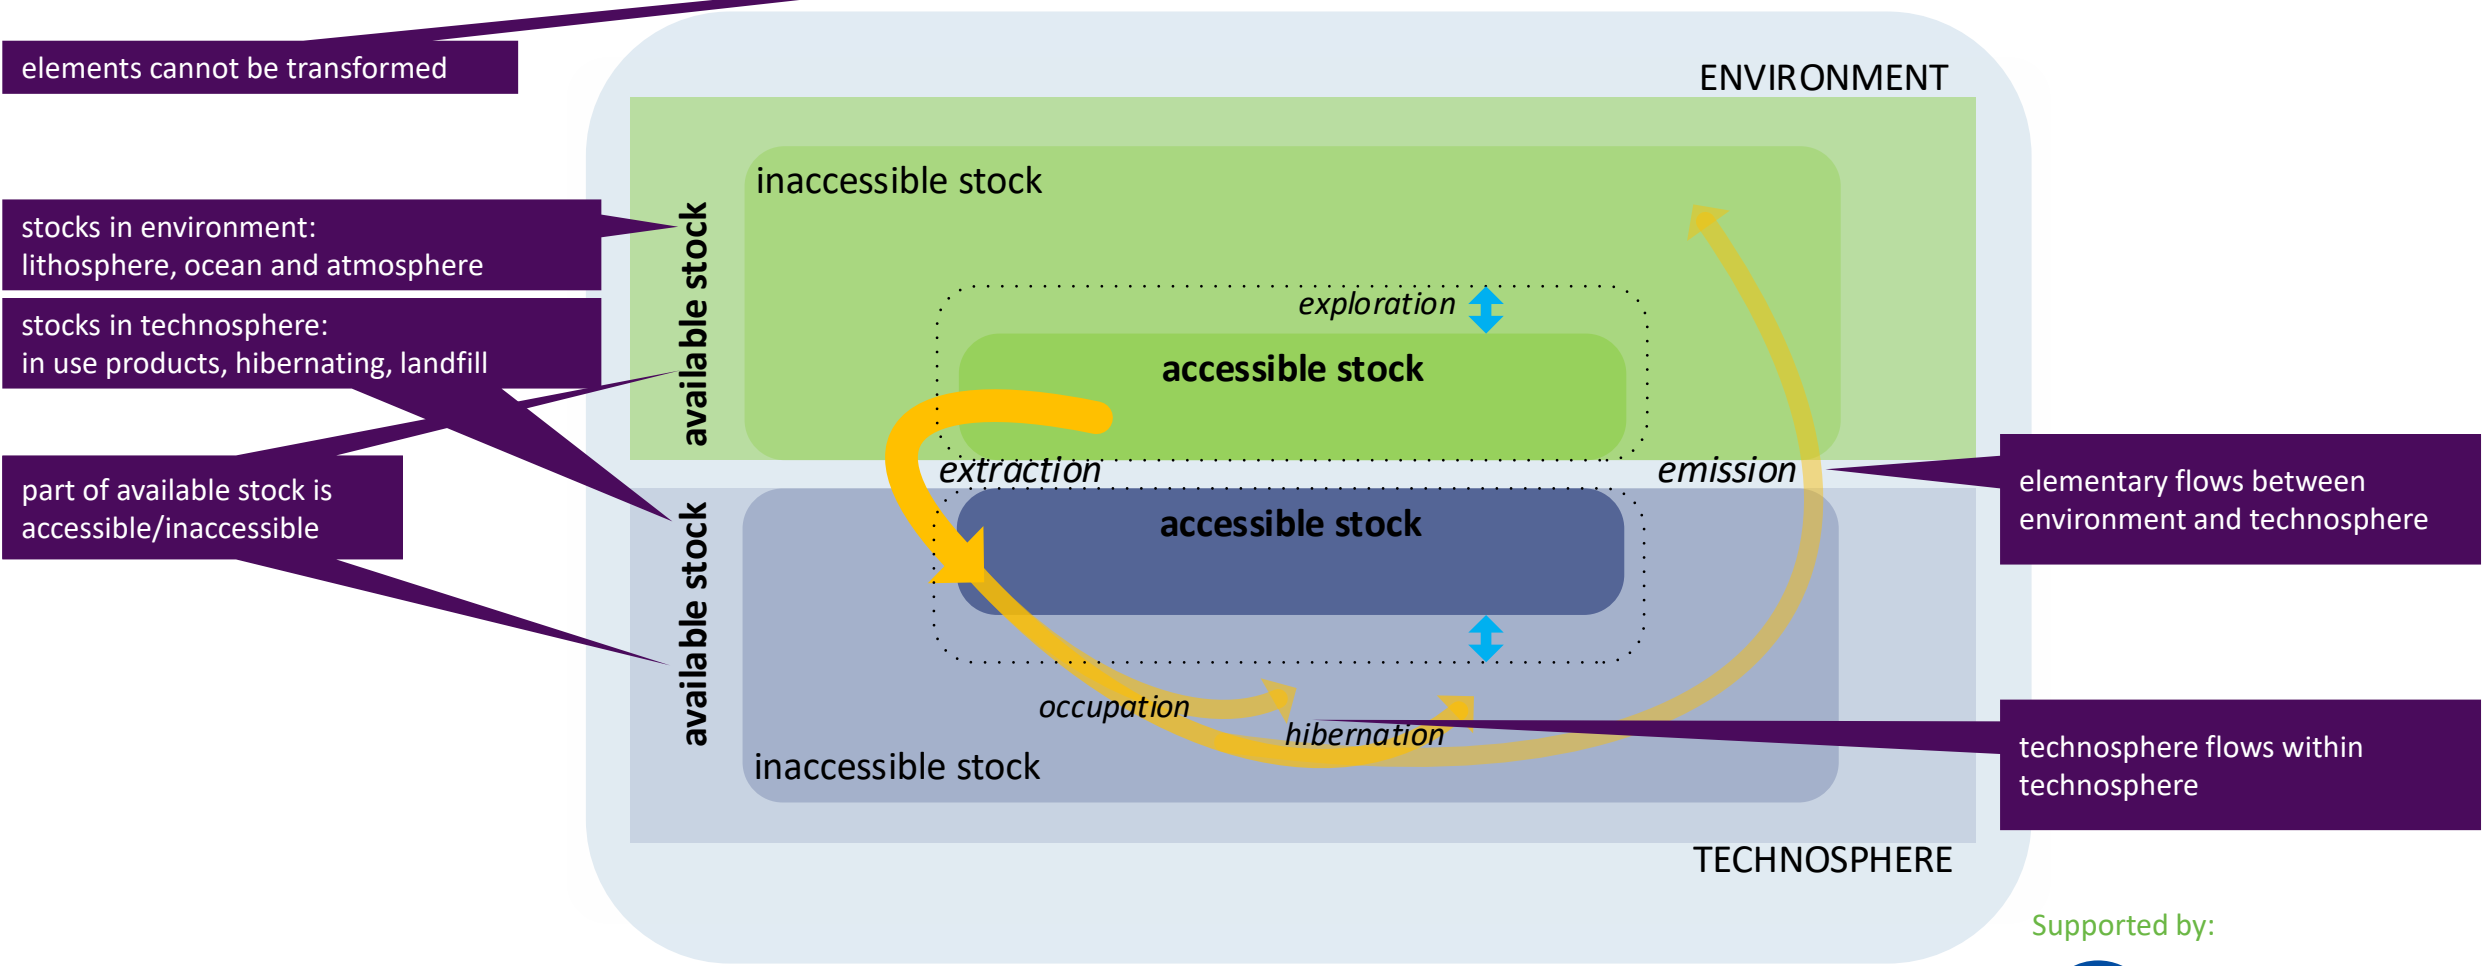 elements cannot be transformed
ENVIRONMENT
inaccessible stock
stocks in environment:
lithosphere, ocean and atmosphere
available stock
exploration
stocks in technosphere:
in use products, hibernating, landfill
accessible stock
extraction
emission
part of available stock is
accessible/inaccessible
elementary flows between
environment and technosphere
accessible stock
available stock
occupation
hibernation
inaccessible stock
technosphere flows within
technosphere
TECHNOSPHERE
Supported by: